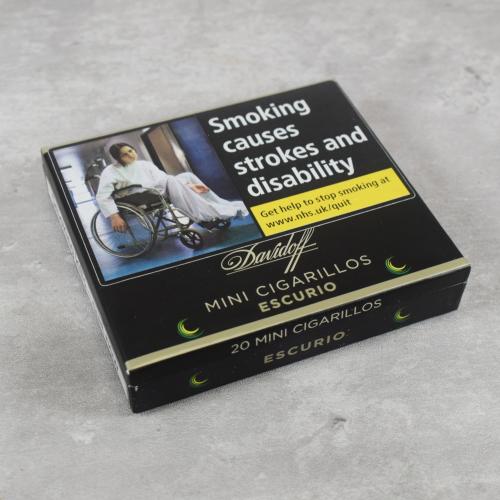 Smoking
causes
strokes and
disability
Get help to stop smoking at
www.nhs.uk/quit
Davidoff
MINI CIGARILLOS
ESCURIO
20 MINI CIGARILLOS
ESCURIO